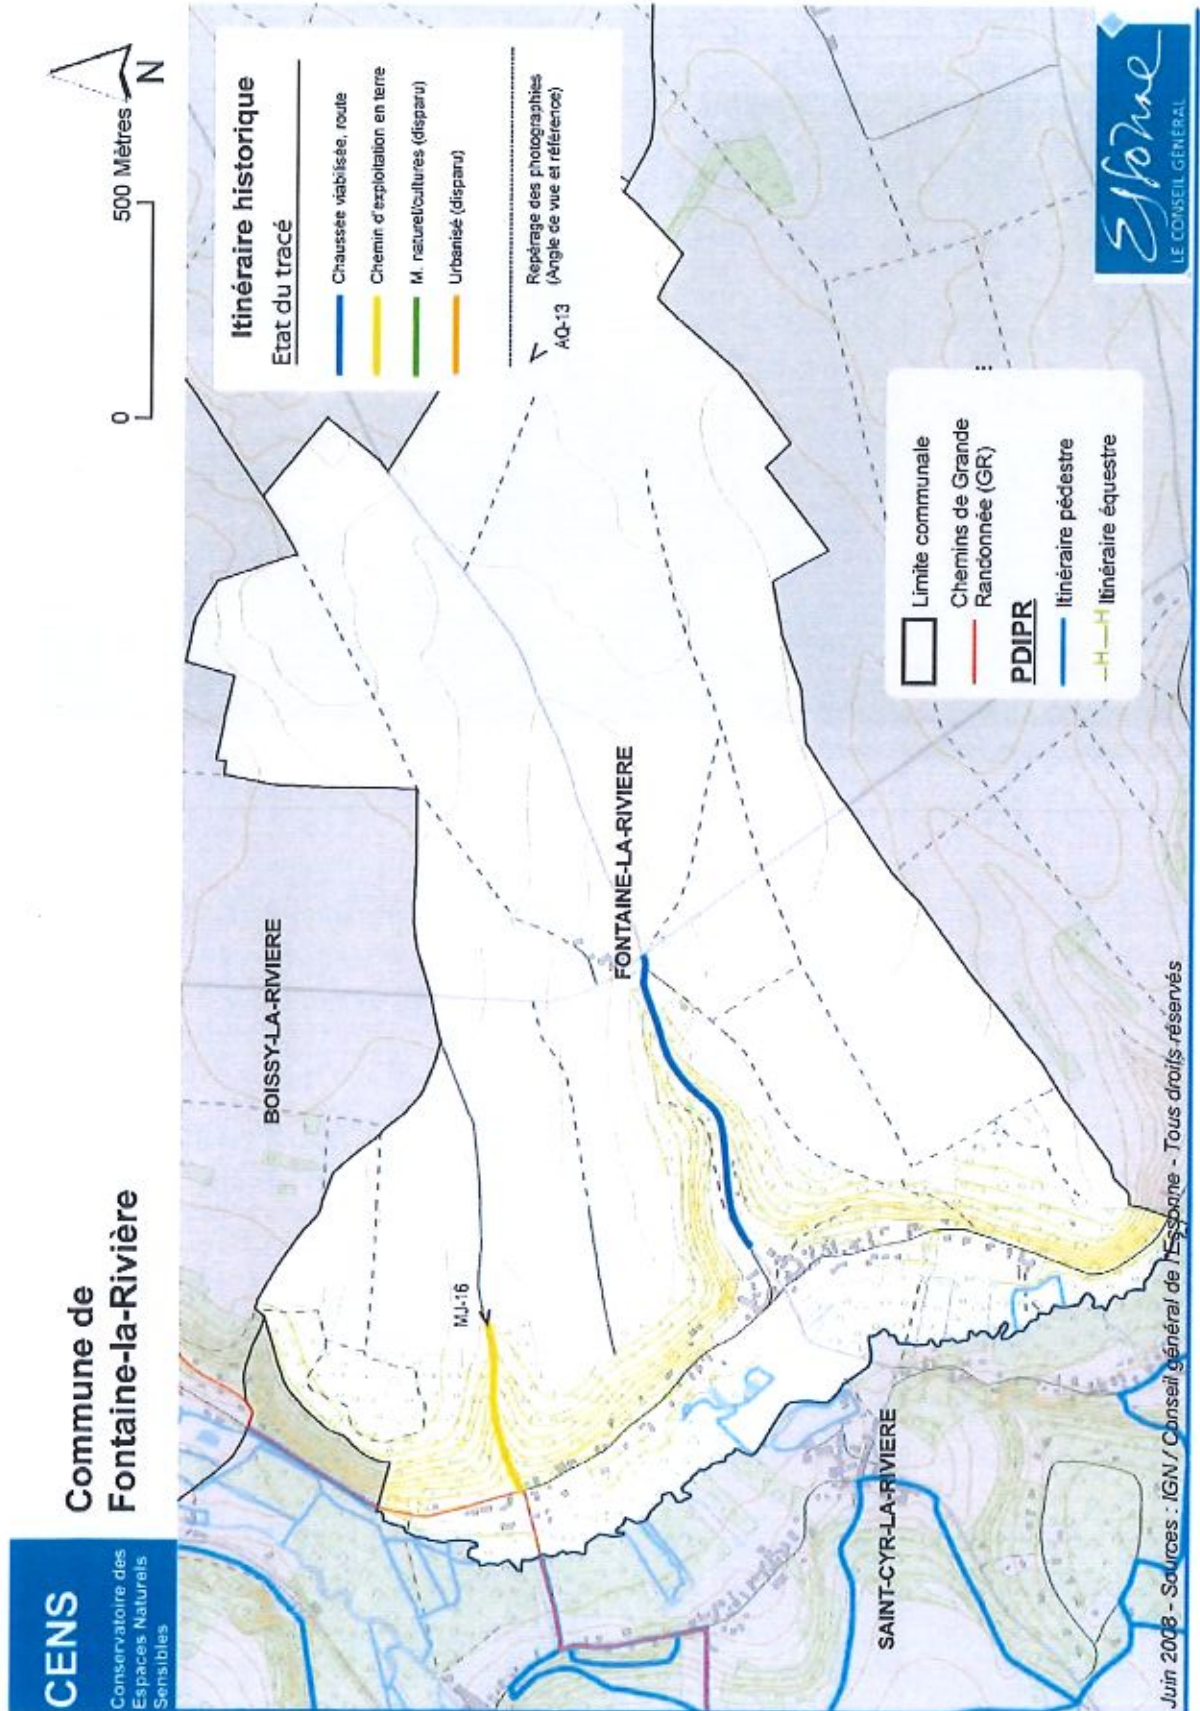 CENS
Conservatoire des
Espaces Naturels
Sensibles
Commune de
Fontaine-la-Rivière
0
500 Mètres
N
Itinéraire historique
Etat du tracé
Chaussée viabilisée, route
Chemin d'exploitation en terre
M. naturel/cultures (disparu)
Urbanisé (disparu)
Repérage des photographies
(Angle de vue et référence)
AQ-13
BOISSY-LA-RIVIERE
MJ-16
FONTAINE-LA-RIVIERE
SAINT-CYR-LA-RIVIERE
Limite communale
Chemins de Grande
Randonnée (GR)
PDIPR
Itinéraire pédestre
-H—H Itinéraire équestre
Essonne
LE CONSEIL GÉNÉRAL
Juin 2008 - Sources : IGN / Conseil général de l'Essonne - Tous droits réservés